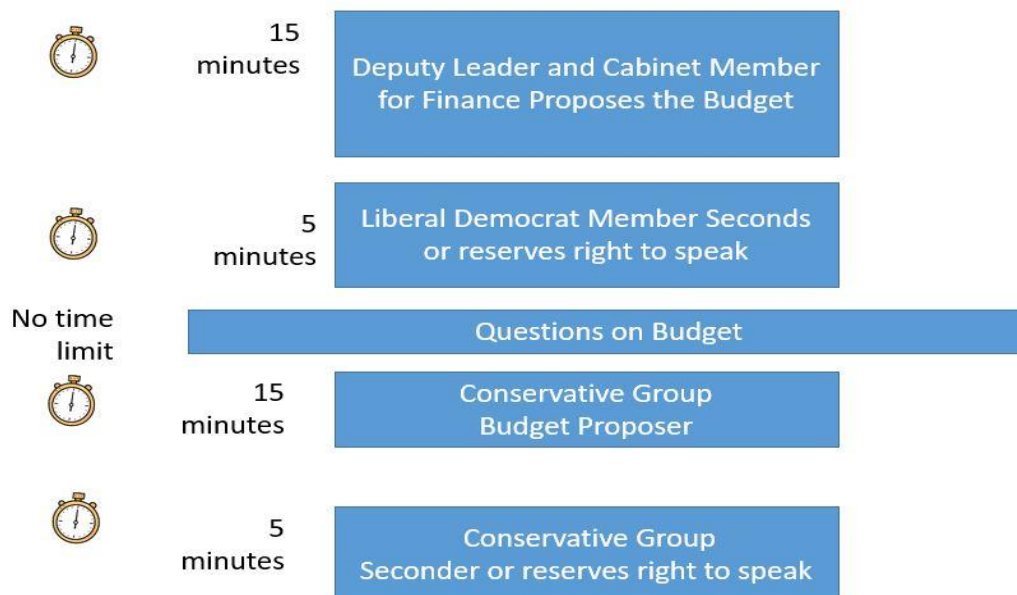 15
minutes
Deputy Leader and Cabinet Member
for Finance Proposes the Budget
5
minutes
Liberal Democrat Member Seconds
or reserves right to speak
No time
limit
Questions on Budget
15
minutes
Conservative Group
Budget Proposer
5
minutes
Conservative Group
Seconder or reserves right to speak